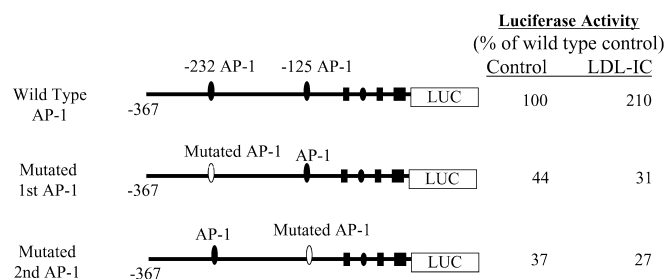 Luciferase Activity
(% of wild type control)
Control LDL-IC
-232 AP-1 -125 AP-1
Wild Type
AP-1
-367 LUC 100 210
Mutated AP-1 AP-1
Mutated
1st AP-1
-367 LUC 44 31
AP-1 Mutated AP-1
Mutated
2nd AP-1
-367 LUC 37 27